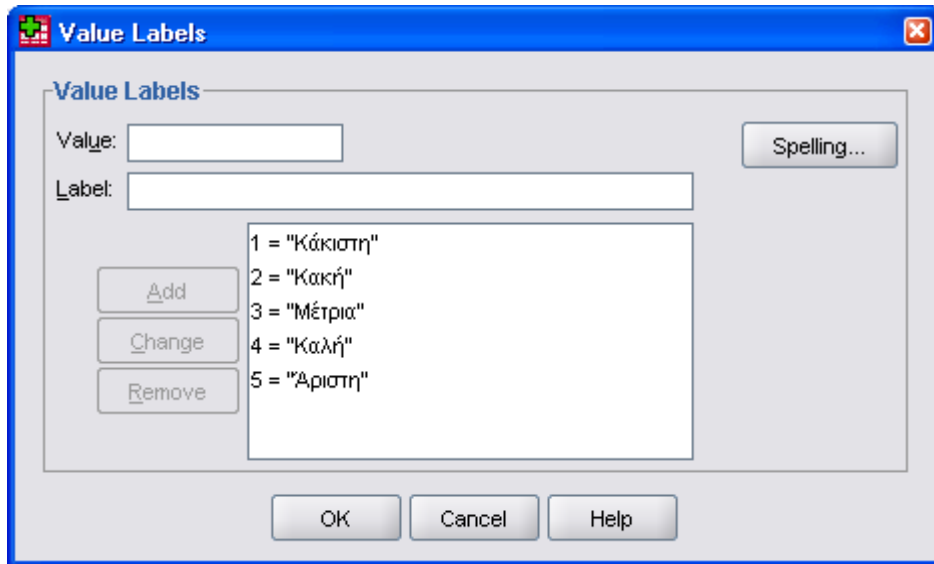 Value Labels
Value Labels
Value:
Spelling...
Label:
1 = "Κάκιστη"
2 = "Κακή"
3 = "Μέτρια"
4 = "Καλή"
5 = "Άριστη"
Add
Change
Remove
OK Cancel Help